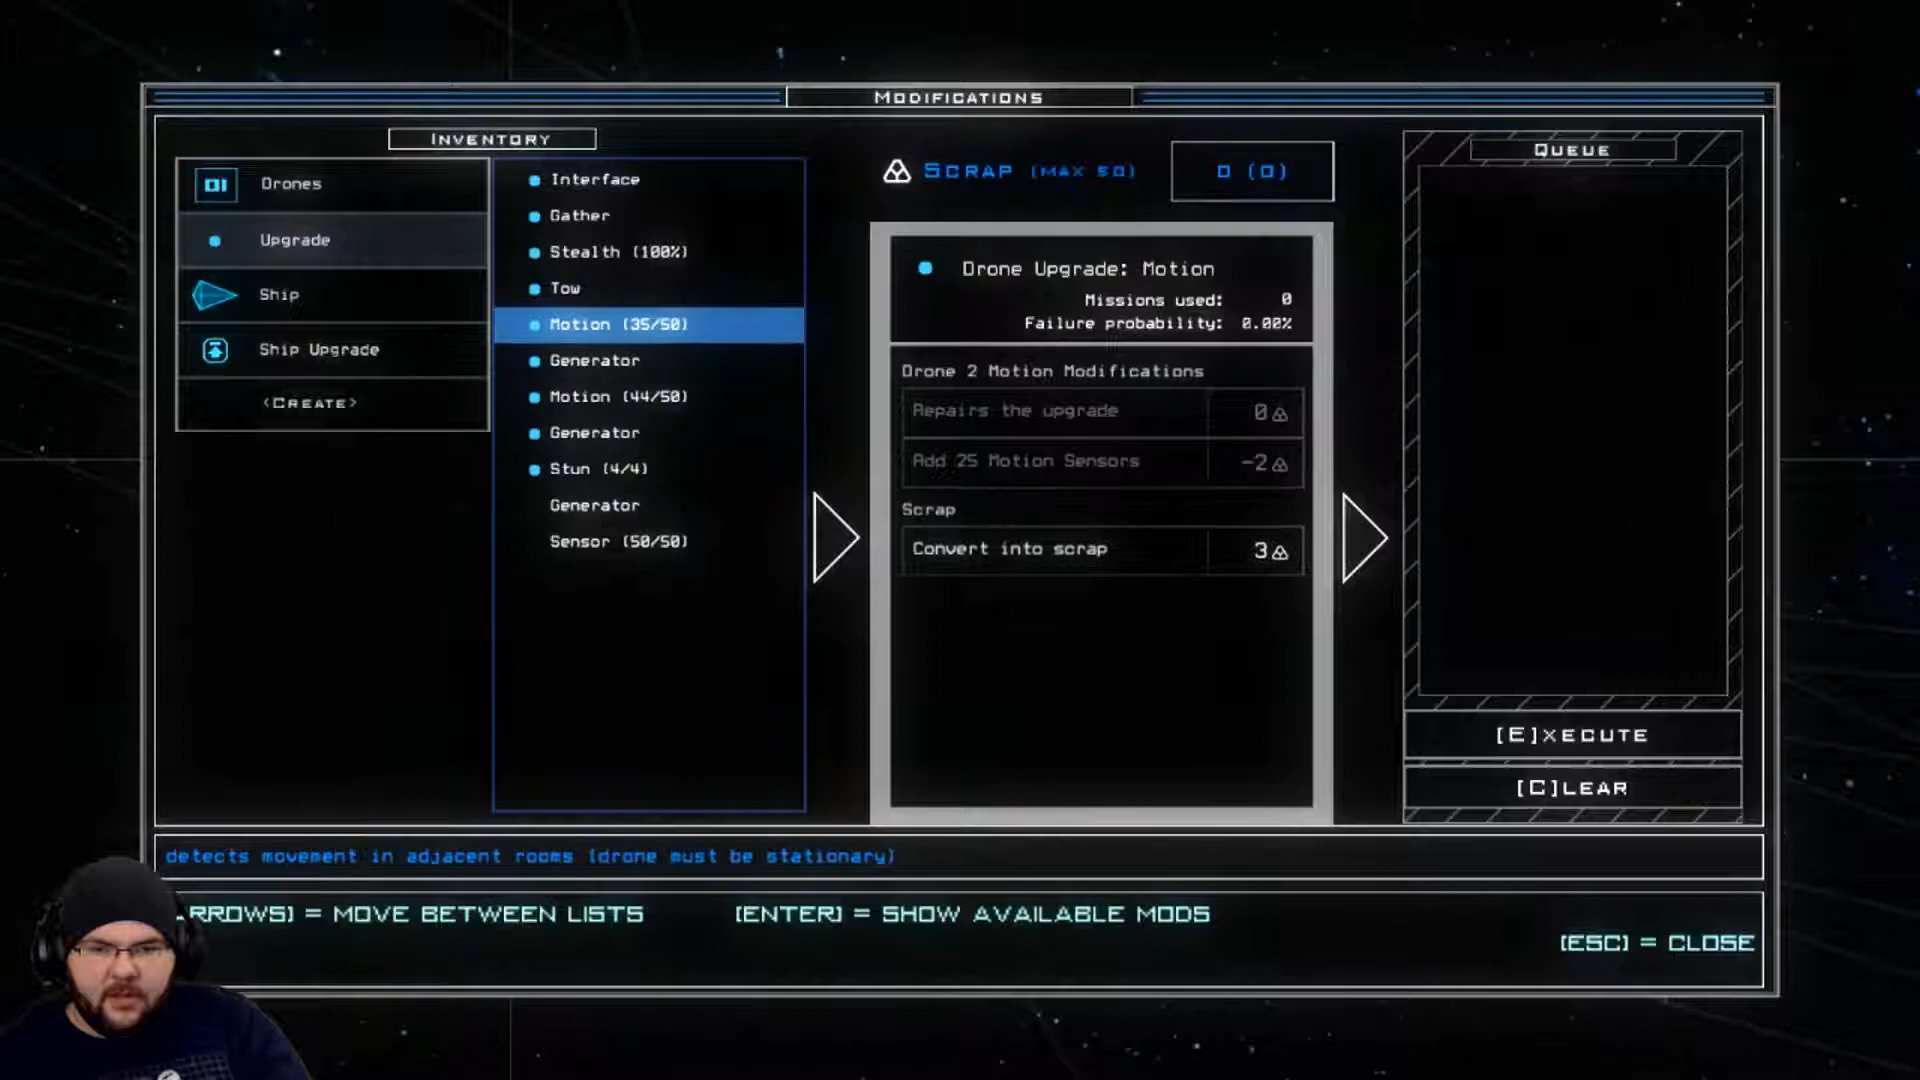 MODIFICATIONS
INVENTORY
Drones
Upgrade
Ship
Ship Upgrade
<CREATE>
Interface
Gather
Stealth (100%)
Tow
Motion (35/50)
Generator
Motion (44/50)
Generator
Stun (4/4)
Generator
Sensor (50/50)
SCRAP (MAX 50)
0 (0)
Drone Upgrade: Motion
Missions used: 0
Failure probability: 0.00%
Drone 2 Motion Modifications
Repairs the upgrade 0
Add 25 Motion Sensors -2
Scrap
Convert into scrap 3
QUEUE
[E]XECUTE
[C]LEAR
detects movement in adjacent rooms (drone must be stationary)
ARROWS] = MOVE BETWEEN LISTS
[ENTER] = SHOW AVAILABLE MODS
[ESC] = CLOSE